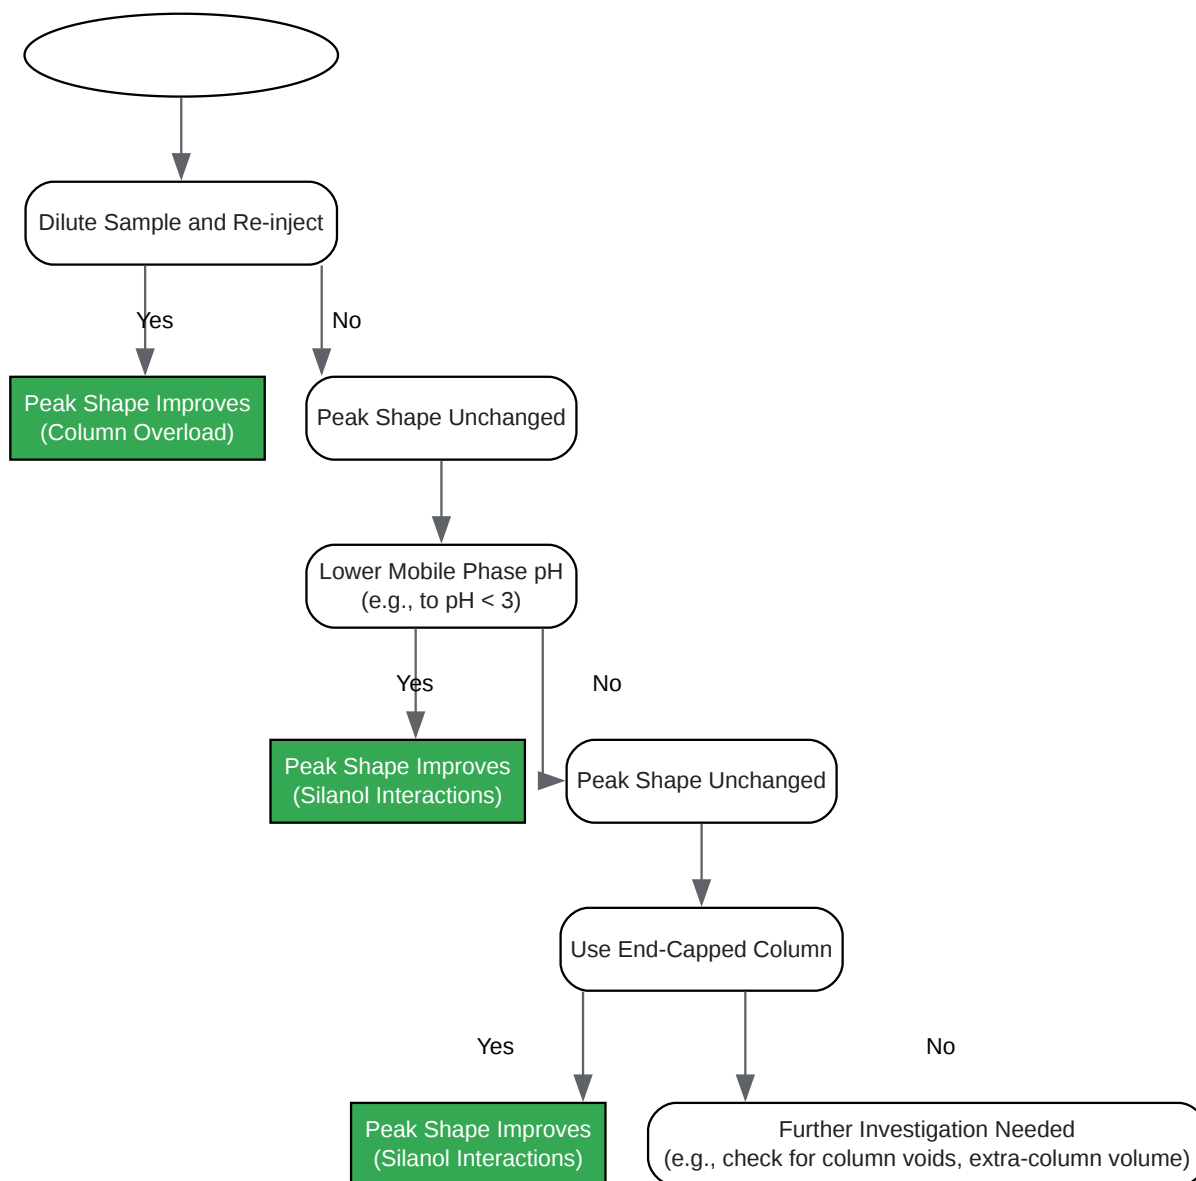 Dilute Sample and Re-inject
Yes
No
Peak Shape Improves
(Column Overload)
Peak Shape Unchanged
Lower Mobile Phase pH
(e.g., to pH < 3)
Yes
No
Peak Shape Improves
(Silanol Interactions)
Peak Shape Unchanged
Use End-Capped Column
Yes
No
Peak Shape Improves
(Silanol Interactions)
Further Investigation Needed
(e.g., check for column voids, extra-column volume)